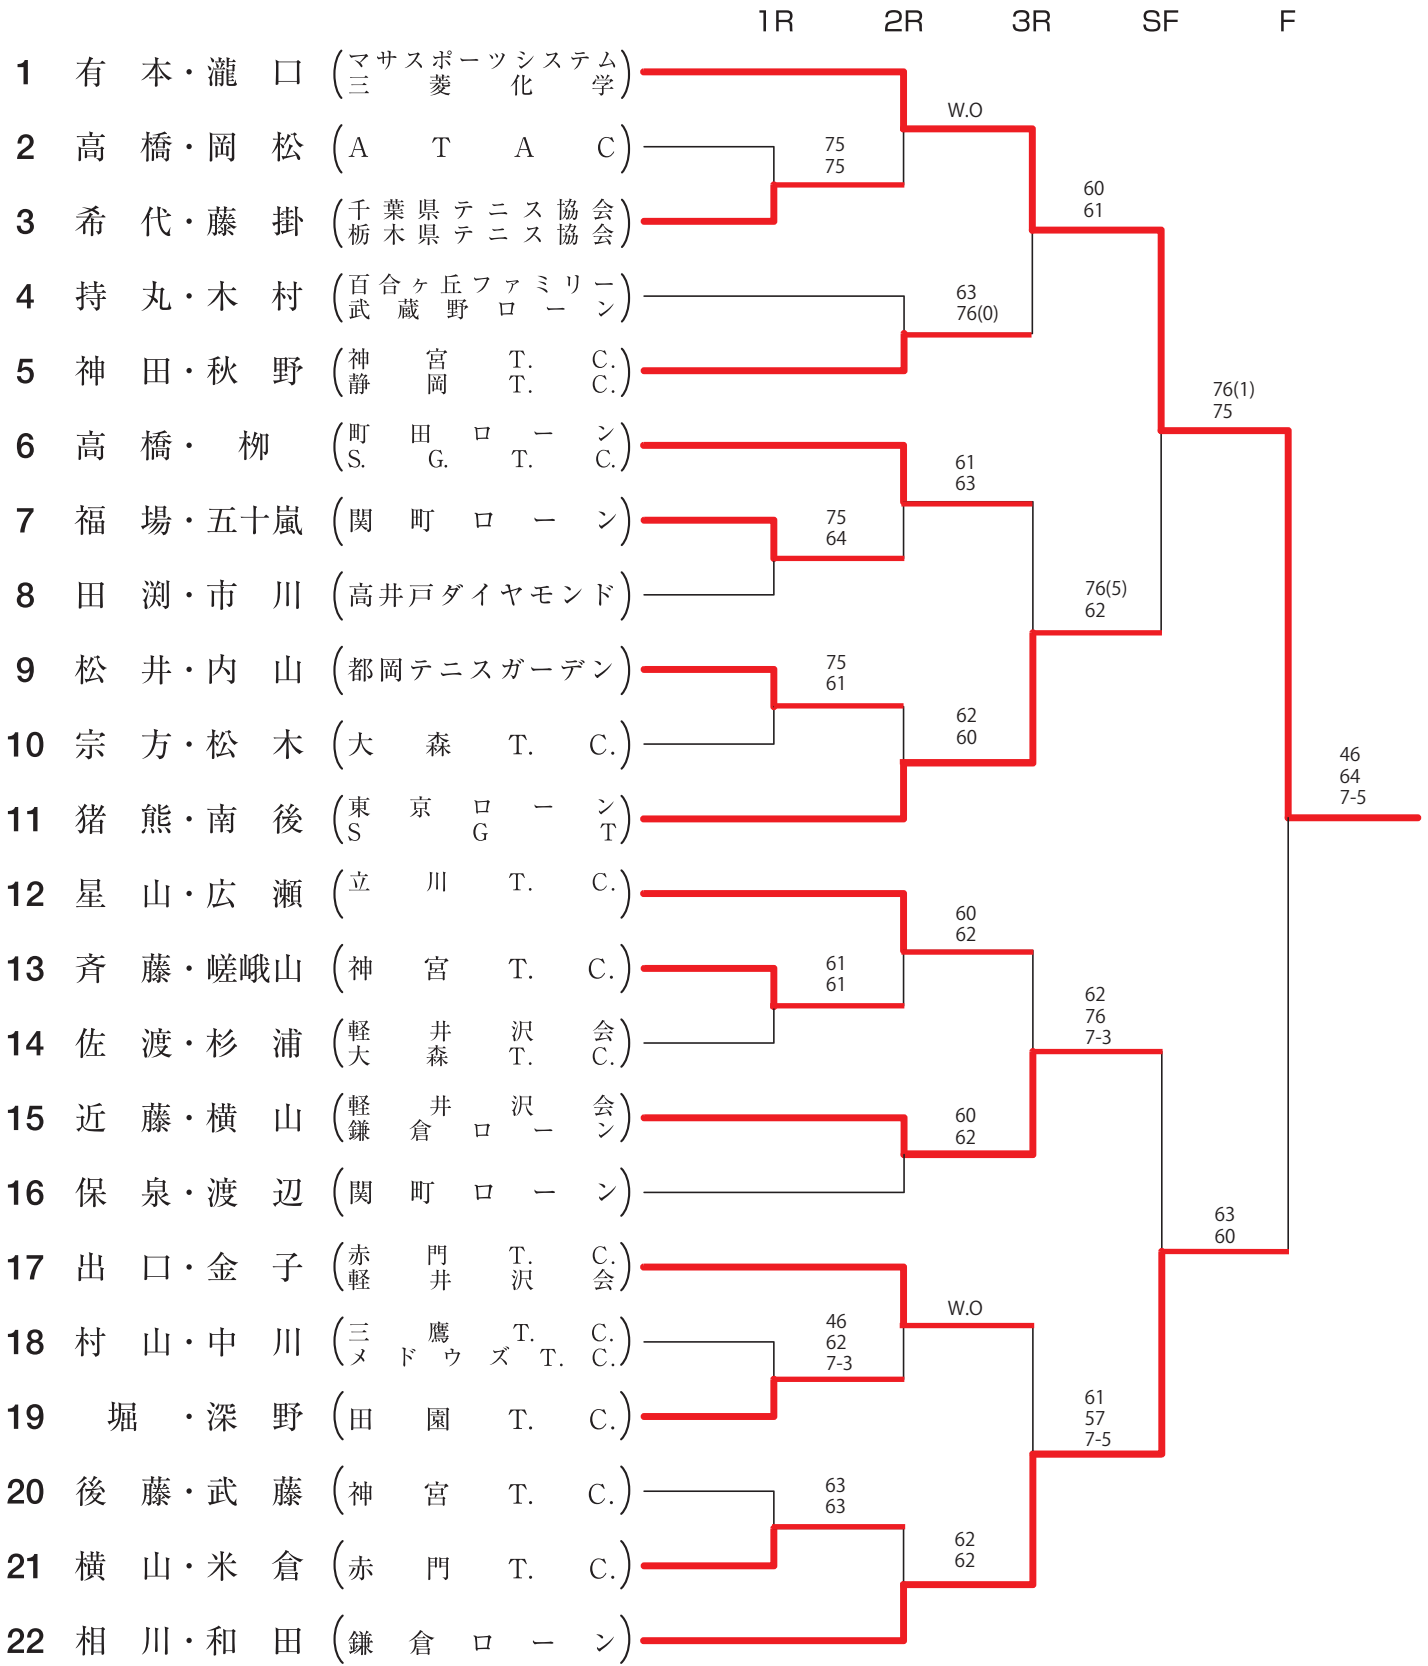 1R 2R 3R SF F
1 有本・瀧口 (マサスポーツシステム
三菱化学)
2 高橋・岡松 (ATAC)
3 希代・藤掛 (千葉県テニス協会
栃木県テニス協会)
4 持丸・木村 (百合ヶ丘ファミリー
武蔵野ローン)
5 神田・秋野 (神宮T.C.
静岡T.C.)
6 高橋・栁 (町田ローン
S.G.T.C.)
7 福場・五十嵐 (関町ローン)
8 田渕・市川 (高井戸ダイヤモンド)
9 松井・内山 (都岡テニスガーデン)
10 宗方・松木 (大森T.C.)
11 猪熊・南後 (東京ローン
SGT)
12 星山・広瀬 (立川T.C.)
13 斉藤・嵯峨山 (神宮T.C.)
14 佐渡・杉浦 (軽井沢会
大森T.C.)
15 近藤・横山 (軽井沢会
鎌倉ローン)
16 保泉・渡辺 (関町ローン)
17 出口・金子 (赤門T.C.
軽井沢会)
18 村山・中川 (三鷹T.C.
メドウズT.C.)
19 堀・深野 (田園T.C.)
20 後藤・武藤 (神宮T.C.)
21 横山・米倉 (赤門T.C.)
22 相川・和田 (鎌倉ローン)
75
75
75
64
75
61
61
61
46
62
7-3
63
63
W.O
63
76(0)
61
63
62
60
60
62
60
62
W.O
62
62
60
61
76(5)
62
62
76
7-3
61
57
7-5
76(1)
75
63
60
46
64
7-5